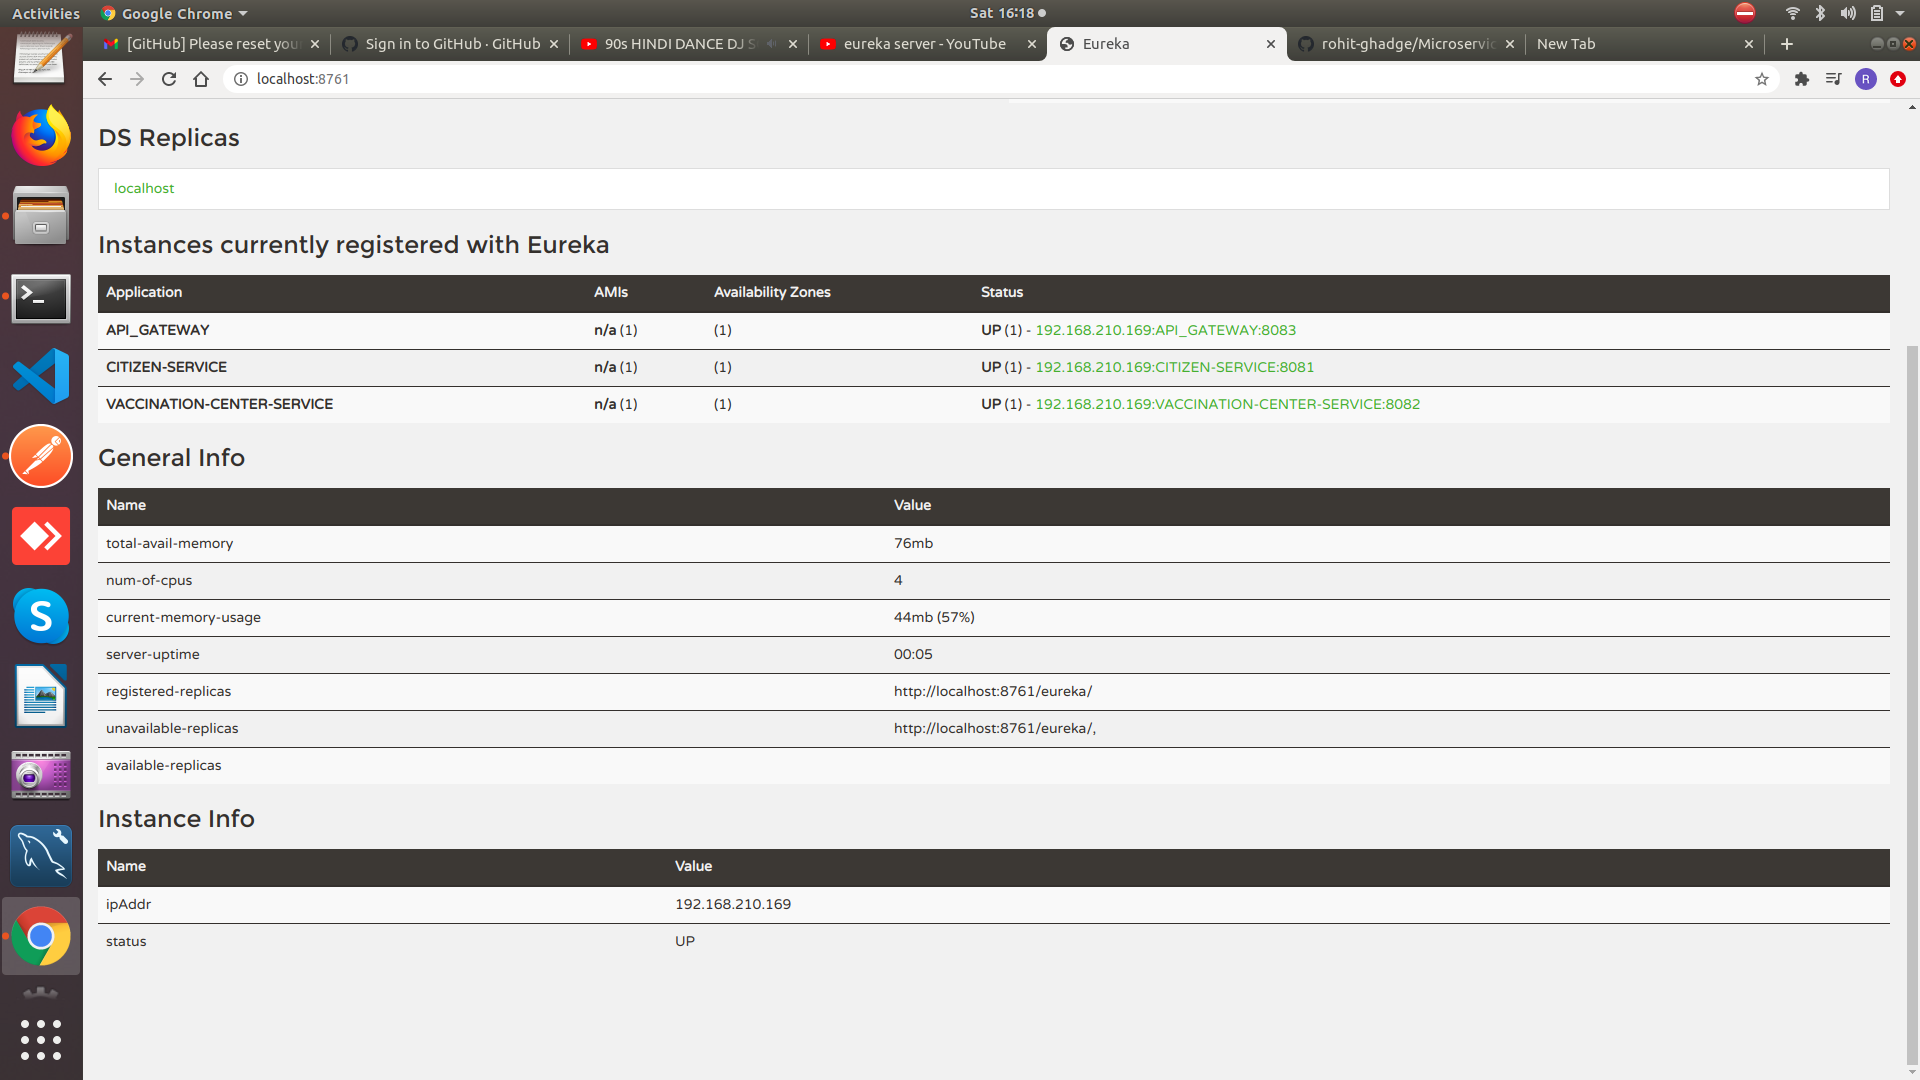 Activities Google Chrome Sat 16:18
[GitHub] Please reset you Sign in to GitHub · GitHub 90s HINDI DANCE DJ S eureka server - YouTube Eureka rohit-ghadge/Microservic New Tab
localhost:8761 R
DS Replicas
localhost
Instances currently registered with Eureka
Application AMIs Availability Zones Status
API_GATEWAY n/a (1) (1) UP (1) - 192.168.210.169:API_GATEWAY:8083
CITIZEN-SERVICE n/a (1) (1) UP (1) - 192.168.210.169:CITIZEN-SERVICE:8081
VACCINATION-CENTER-SERVICE n/a (1) (1) UP (1) - 192.168.210.169:VACCINATION-CENTER-SERVICE:8082
General Info
Name Value
total-avail-memory 76mb
num-of-cpus 4
current-memory-usage 44mb (57%)
server-uptime 00:05
registered-replicas http://localhost:8761/eureka/
unavailable-replicas http://localhost:8761/eureka/,
available-replicas
Instance Info
Name Value
ipAddr 192.168.210.169
status UP